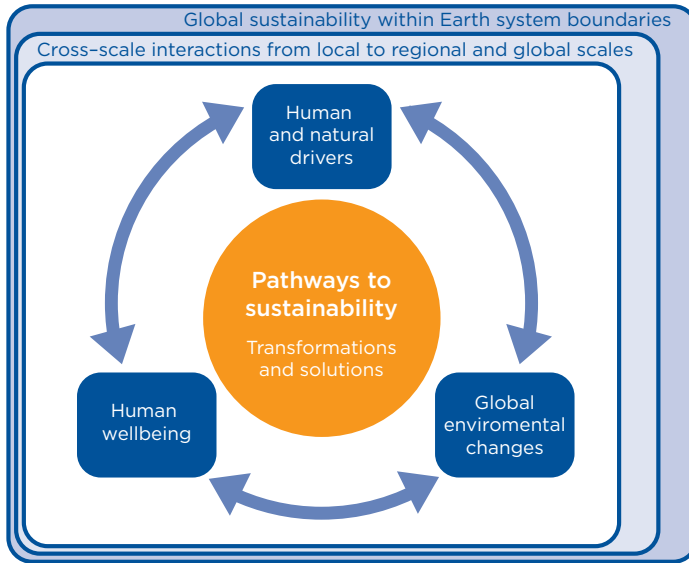 Global sustainability within Earth system boundaries
Cross–scale interactions from local to regional and global scales
Human
and natural
drivers
Pathways to
sustainability
Transformations
and solutions
Human
wellbeing
Global
enviromental
changes